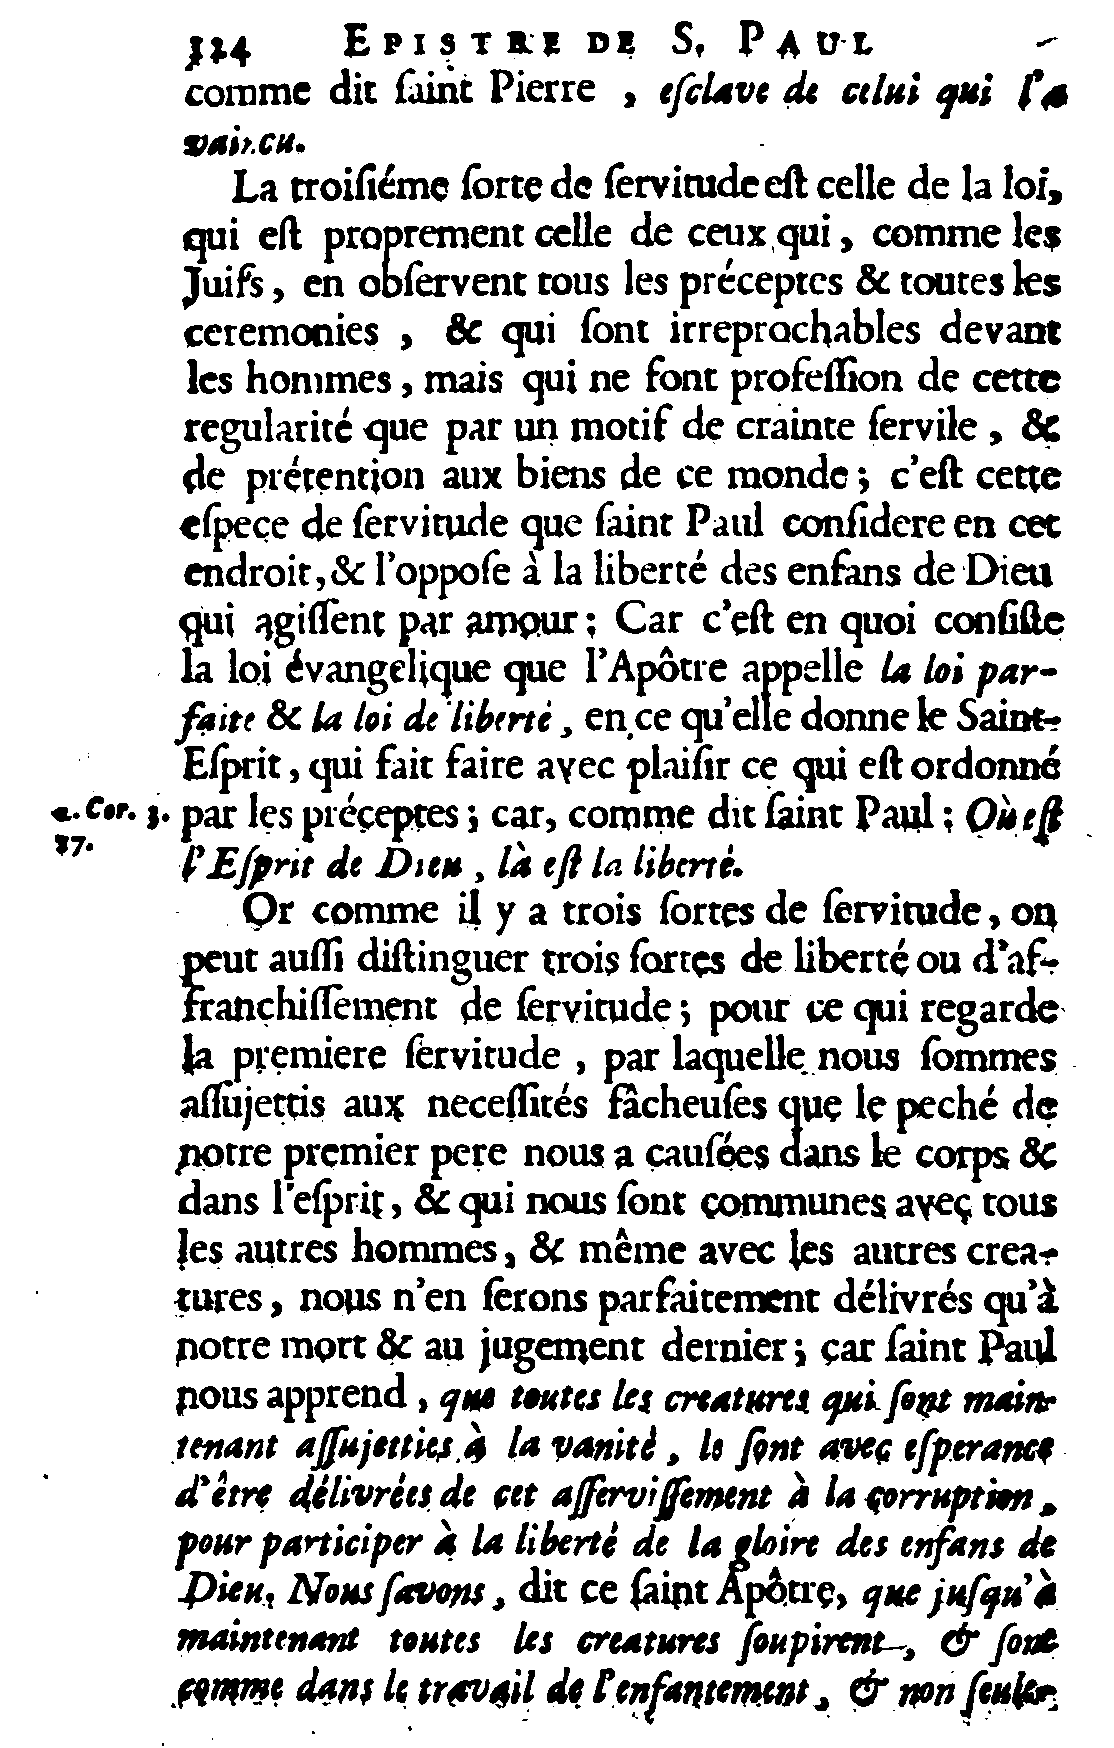 324 EPISTRE DE S. PAUL
comme dit ſaint Pierre , eſclave de celui qui l'a
vaincu.
La troiſiéme ſorte de ſervitude eſt celle de la loi,
qui eſt proprement celle de ceux qui , comme les
Juifs , en obſervent tous les préceptes & toutes les
ceremonies , & qui ſont irreprochables devant
les hommes , mais qui ne font profeſſion de cette
regularité que par un motif de crainte ſervile , &
de prétention aux biens de ce monde ; c'eſt cette
eſpece de ſervitude que ſaint Paul conſidere en cet
endroit, & l'oppoſe à la liberté des enfans de Dieu
qui agiſſent par amour ; Car c'eſt en quoi conſiſte
la loi évangelique que l'Apôtre appelle la loi par-
faite & la loi de liberté , en ce qu'elle donne le Saint-
Eſprit , qui fait faire avec plaiſir ce qui eſt ordonné
2. Cor. 3. par les préceptes ; car, comme dit ſaint Paul ; Où eſt
17. l'Eſprit de Dieu , là eſt la liberté.
Or comme il y a trois ſortes de ſervitude , on
peut auſſi diſtinguer trois ſortes de liberté ou d'af-
franchiſſement de ſervitude ; pour ce qui regarde
la premiere ſervitude , par laquelle nous ſommes
aſſujettis aux neceſſités fâcheuſes que le peché de
notre premier pere nous a cauſées dans le corps &
dans l'eſprit , & qui nous ſont communes avec tous
les autres hommes , & même avec les autres crea-
tures , nous n'en ſerons parfaitement délivrés qu'à
notre mort & au jugement dernier ; car ſaint Paul
nous apprend , que toutes les creatures qui ſont main-
tenant aſſujetties à la vanité , le ſont avec eſperance
d'être délivrées de cet aſſerviſſement à la corruption ,
pour participer à la liberté de la gloire des enfans de
Dieu. Nous ſavons , dit ce ſaint Apôtre, que juſqu'à
maintenant toutes les creatures ſoupirent , & ſont
comme dans le travail de l'enfantement , & non ſeule-